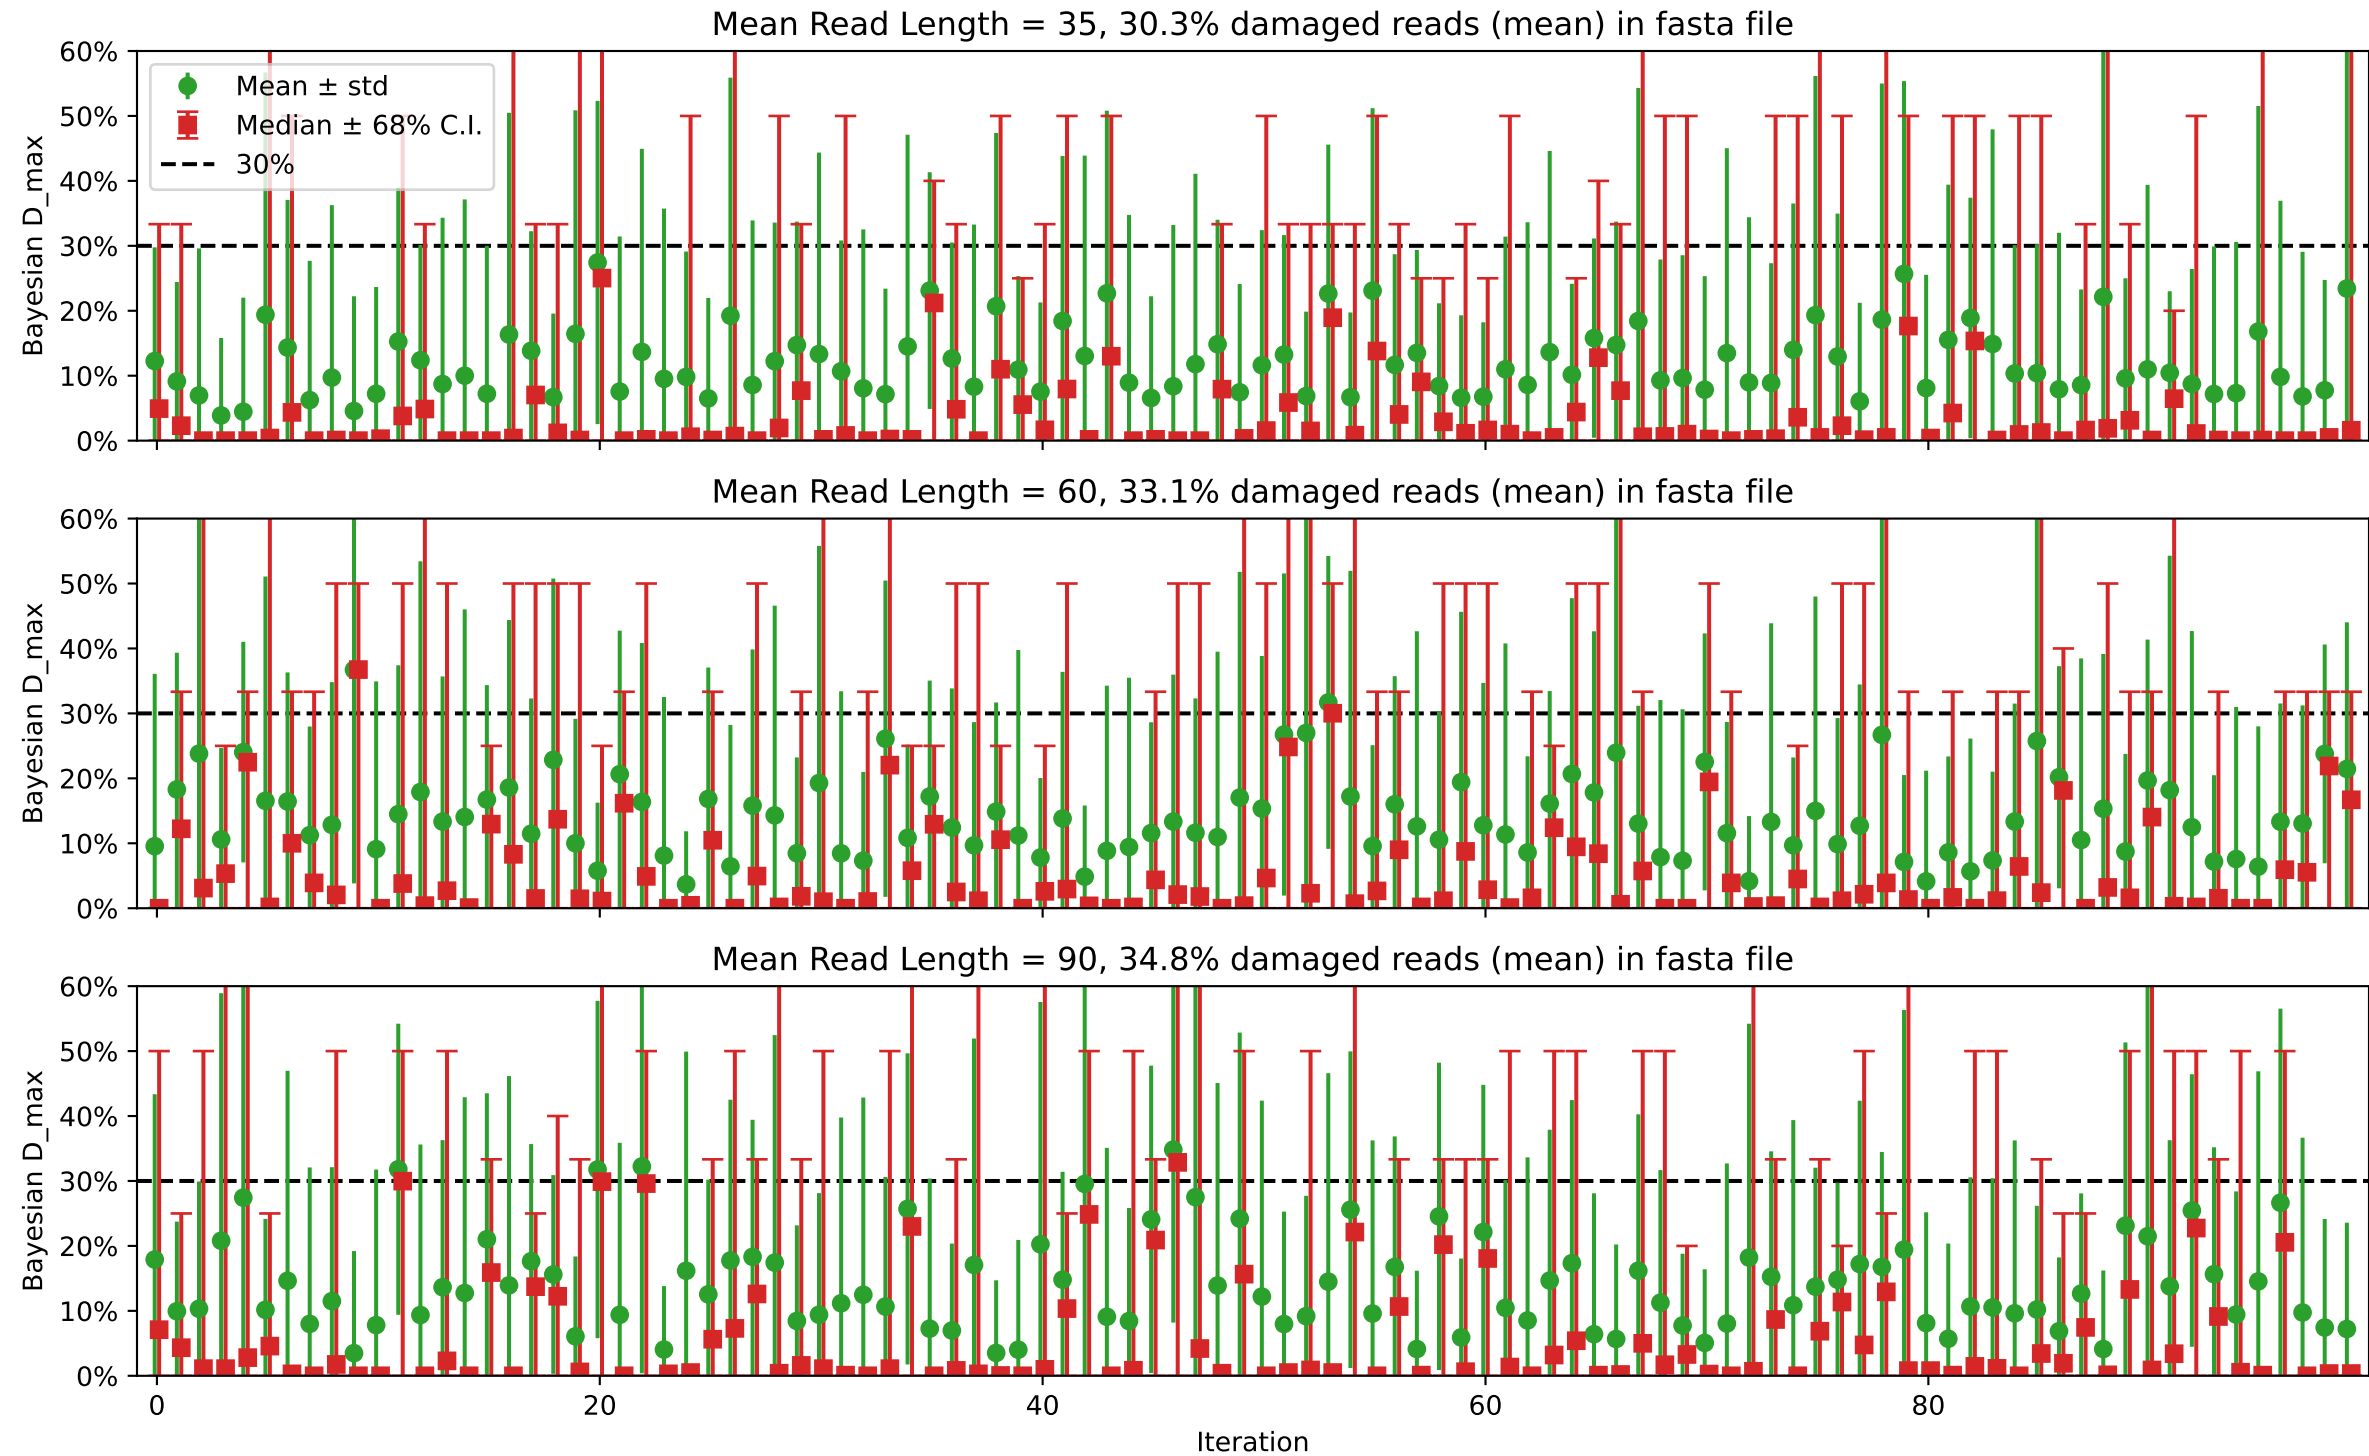 Mean Read Length = 35, 30.3% damaged reads (mean) in fasta file
60%
50%
40%
30%
20%
10%
0%
Bayesian D_max
Mean ± std
Median ± 68% C.I.
30%
Mean Read Length = 60, 33.1% damaged reads (mean) in fasta file
60%
50%
40%
30%
20%
10%
0%
Bayesian D_max
Mean Read Length = 90, 34.8% damaged reads (mean) in fasta file
60%
50%
40%
30%
20%
10%
0%
Bayesian D_max
0 20 40 60 80
Iteration